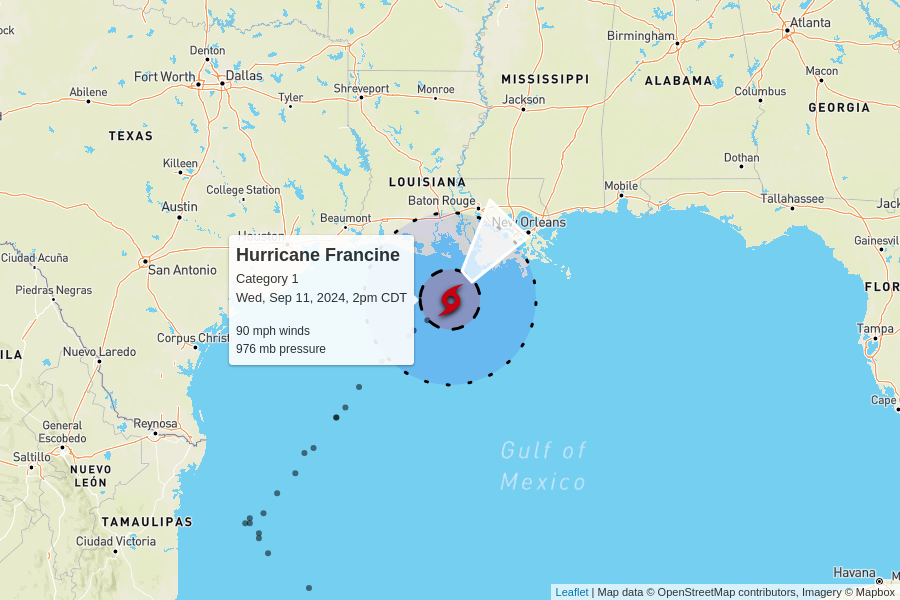 Atlanta
Birmingham
Denton
Fort Worth
Dallas
Abilene
Tyler
Shreveport
Monroe
MISSISSIPPI
ALABAMA
Macon
Columbus
GEORGIA
Jackson
TEXAS
Killeen
College Station
Austin
LOUISIANA
Baton Rouge
Dothan
Mobile
Tallahassee
Beaumont
New Orleans
Houston
San Antonio
Ciudad Acuña
Piedras Negras
Gainesvil
FLOR
Hurricane Francine
Category 1
Wed, Sep 11, 2024, 2pm CDT
90 mph winds
976 mb pressure
Tampa
Corpus Christ
Nuevo Laredo
ILA
Cape
General
Escobedo
Reynosa
Saltillo
NUEVO
LEÓN
Gulf of
Mexico
TAMAULIPAS
Ciudad Victoria
Havana
Leaflet | Map data © OpenStreetMap contributors, Imagery © Mapbox